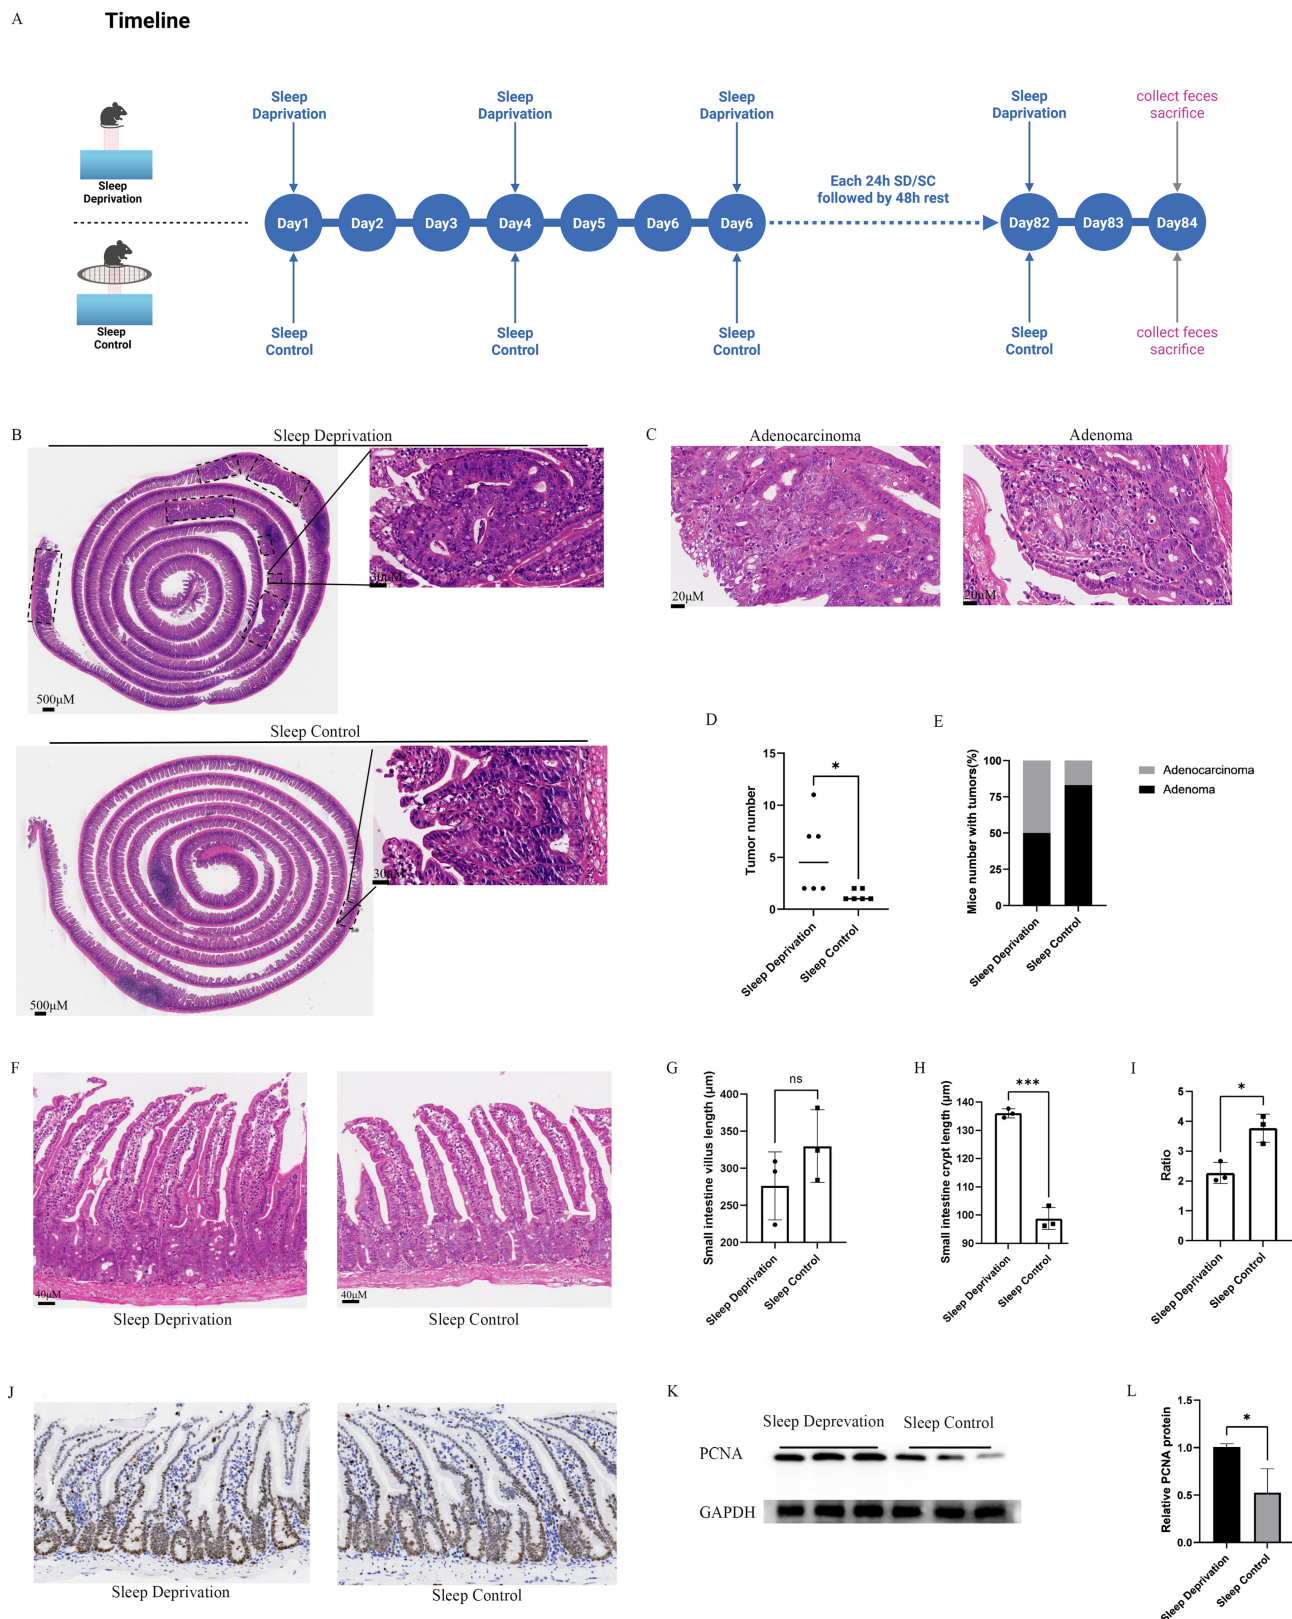 A
Timeline
Sleep
Daprivation
Sleep
Daprivation
Sleep
Daprivation
Sleep
Daprivation
collect feces
sacrifice
Sleep
Deprivation
Each 24h SD/SC
followed by 48h rest
Day1
Day2
Day3
Day4
Day5
Day6
Day6
Day82
Day83
Day84
Sleep
Control
Sleep
Control
Sleep
Control
Sleep
Control
Sleep
Control
collect feces
sacrifice
B
Sleep Deprivation
30μM
500μM
Sleep Control
30μM
500μM
C
Adenocarcinoma
Adenoma
20μM
20μM
D
Tumor number
15
10
5
0
*
Sleep Deprivation
Sleep Control
E
Mice number with tumors(%)
100
75
50
25
0
Sleep Deprivation
Sleep Control
Adenocarcinoma
Adenoma
F
40μM
40μM
Sleep Deprivation
Sleep Control
G
Small intestine villus length (μm)
400
350
300
250
200
ns
Sleep Deprivation
Sleep Control
H
Small intestine crypt length (μm)
140
130
120
110
100
90
***
Sleep Deprivation
Sleep Control
I
Ratio
5
4
3
2
1
0
*
Sleep Deprivation
Sleep Control
J
Sleep Deprivation
Sleep Control
K
Sleep Deprevation
Sleep Control
PCNA
GAPDH
L
Relative PCNA protein
1.5
1.0
0.5
0.0
*
Sleep Deprivation
Sleep Control